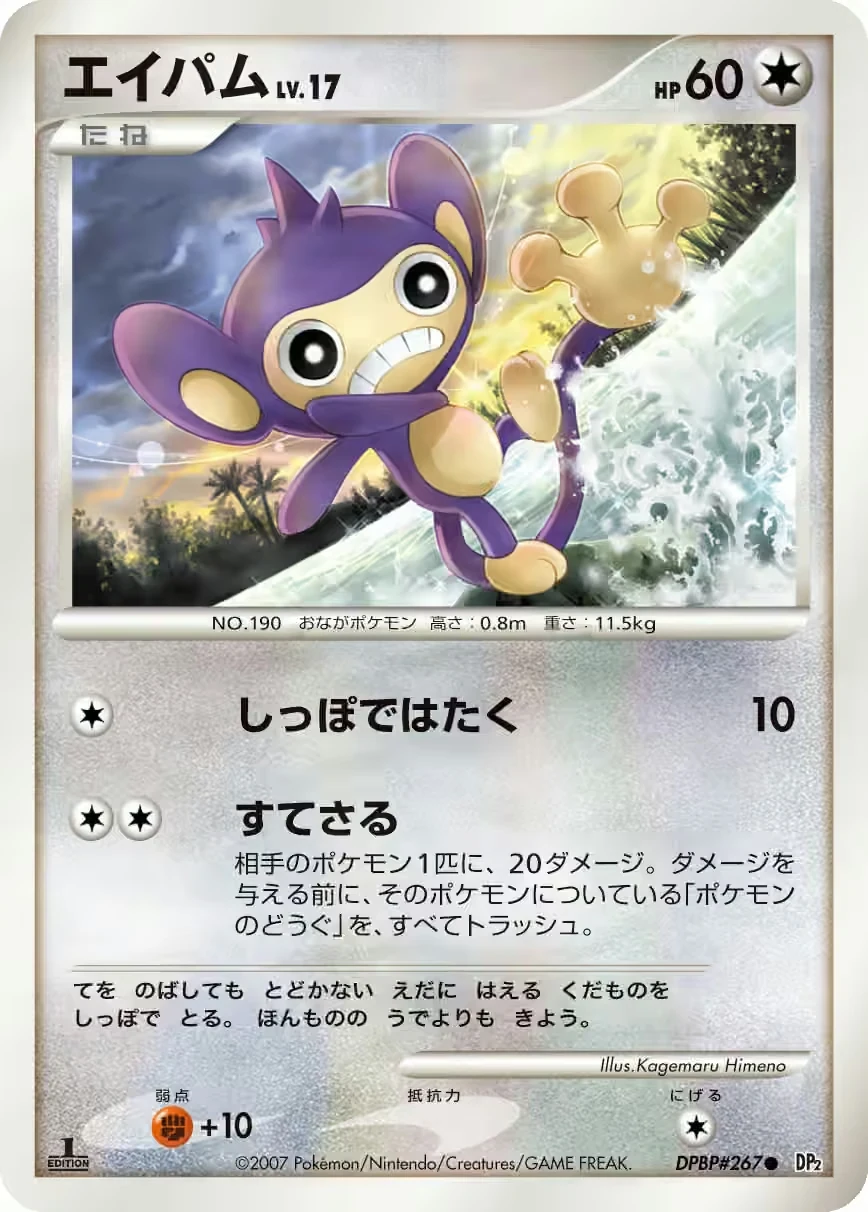 エイパム LV.17 HP 60
たね
NO.190 おながポケモン 高さ:0.8m 重さ:11.5kg
しっぽではたく 10
すてさる
相手のポケモン1匹に、20ダメージ。ダメージを
与える前に、そのポケモンについている「ポケモン
のどうぐ」を、すべてトラッシュ。
てを のばしても とどかない えだに はえる くだものを
しっぽで とる。 ほんものの うでよりも きよう。
Illus.Kagemaru Himeno
弱点 抵抗力 にげる
+10
1 EDITION ©2007 Pokémon/Nintendo/Creatures/GAME FREAK. DPBP#267● DP2